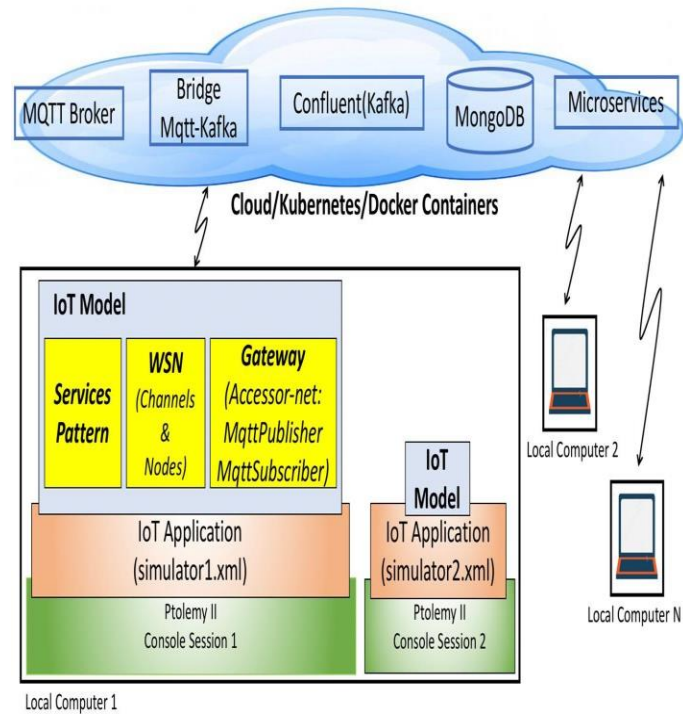 MQTT Broker
Bridge
Mqtt-Kafka
Confluent(Kafka)
MongoDB
Microservices
Cloud/Kubernetes/Docker Containers
IoT Model
Services
Pattern
WSN
(Channels
&
Nodes)
Gateway
(Accessor-net:
MqttPublisher
MqttSubscriber)
IoT Application
(simulator1.xml)
Ptolemy II
Console Session 1
IoT
Model
IoT Application
(simulator2.xml)
Ptolemy II
Console Session 2
Local Computer 1
Local Computer 2
Local Computer N